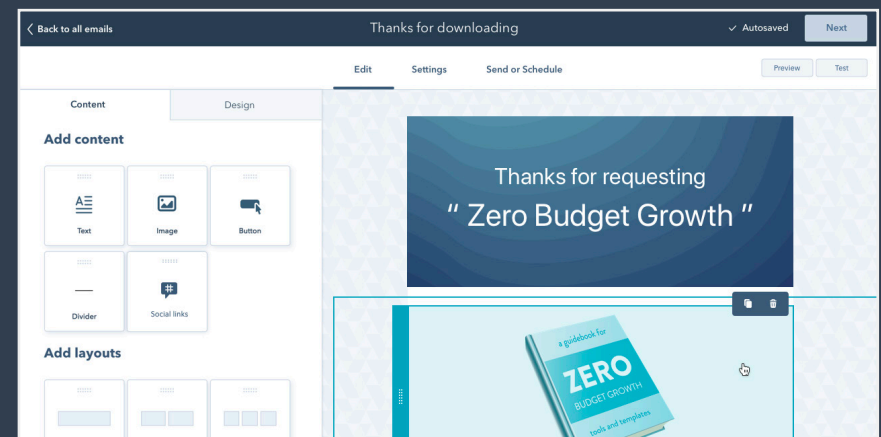 Back to all emails
Thanks for downloading
Autosaved
Next
Edit
Settings
Send or Schedule
Preview
Test
Content
Design
Add content
Text
Image
Button
Divider
Social links
Add layouts
Thanks for requesting
“ Zero Budget Growth ”
a guidebook for
ZERO
BUDGET GROWTH
tools and templates